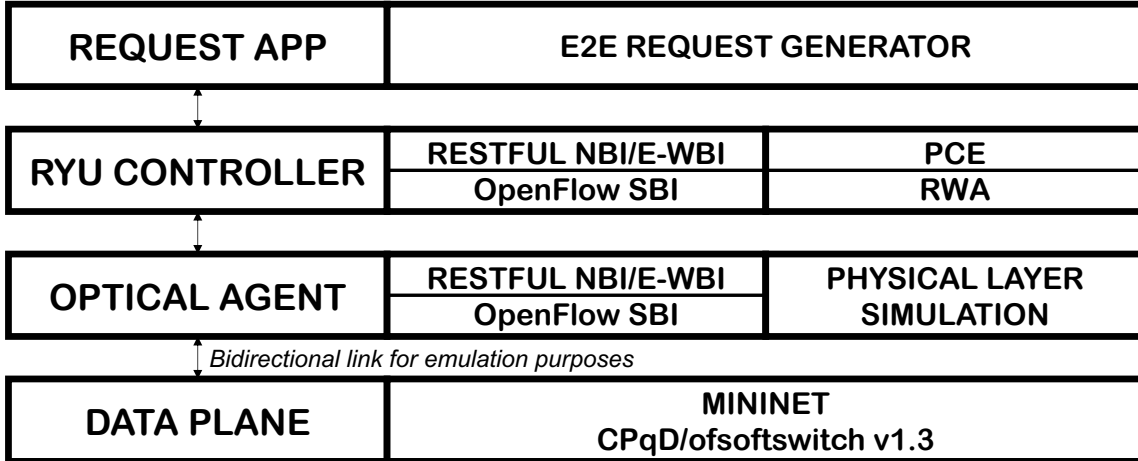 REQUEST APP
E2E REQUEST GENERATOR
RYU CONTROLLER
RESTFUL NBI/E-WBI
OpenFlow SBI
PCE
RWA
OPTICAL AGENT
RESTFUL NBI/E-WBI
OpenFlow SBI
PHYSICAL LAYER
SIMULATION
Bidirectional link for emulation purposes
DATA PLANE
MININET
CPqD/ofsoftswitch v1.3